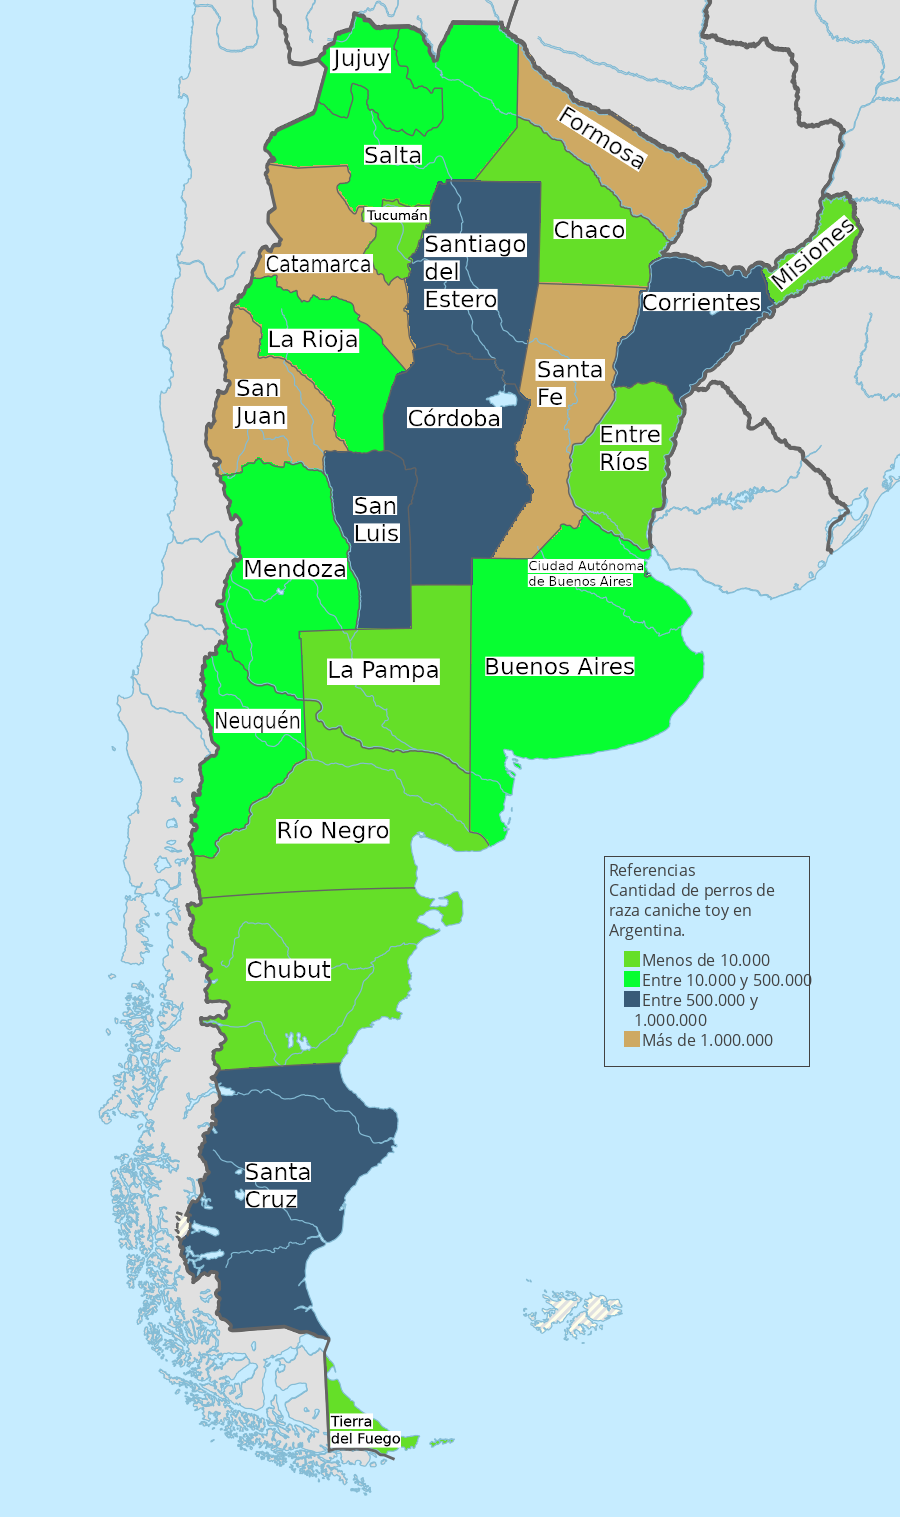 Jujuy
Formosa
Salta
Tucumán
Chaco
Misiones
Santiago
del
Estero
Catamarca
Corrientes
La Rioja
Santa
Fe
San
Juan
Córdoba
Entre
Ríos
San
Luis
Mendoza
Ciudad Autónoma
de Buenos Aires
La Pampa
Buenos Aires
Neuquén
Río Negro
Referencias
Cantidad de perros de
raza caniche toy en
Argentina.
Menos de 10.000
Entre 10.000 y 500.000
Entre 500.000 y
1.000.000
Más de 1.000.000
Chubut
Santa
Cruz
Tierra
del Fuego